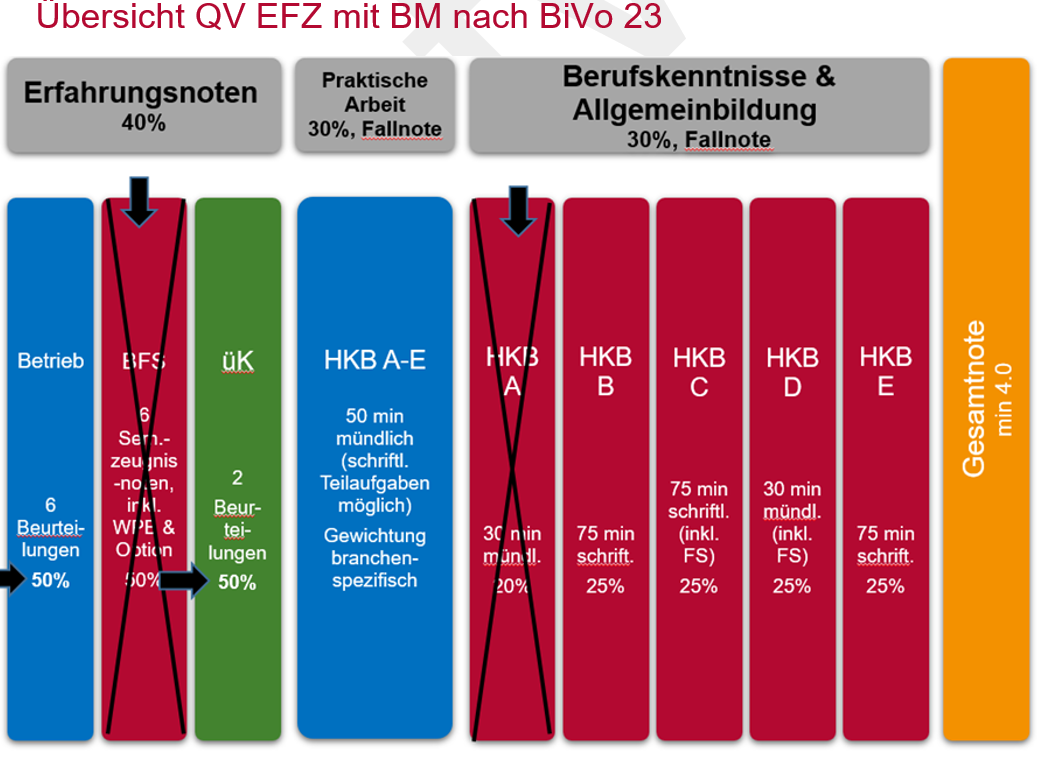 Übersicht QV EFZ mit BM nach BiVo 23
Erfahrungsnoten
40%
Praktische
Arbeit
30%, Fallnote
Berufskenntnisse &
Allgemeinbildung
30%, Fallnote
Betrieb
6
Beurtei-
lungen
50%
BFS
6
Sem.-
zeugnis
-noten,
inkl.
WPB &
Option
50%
üK
2
Beur-
tei-
lungen
50%
HKB A-E
50 min
mündlich
(schriftl.
Teilaufgaben
möglich)
Gewichtung
branchen-
spezifisch
HKB
A
30 min
mündl.
20%
HKB
B
75 min
schrift.
25%
HKB
C
75 min
schriftl.
(inkl.
FS)
25%
HKB
D
30 min
mündl.
(inkl.
FS)
25%
HKB
E
75 min
schrift.
25%
Gesamtnote
min 4.0